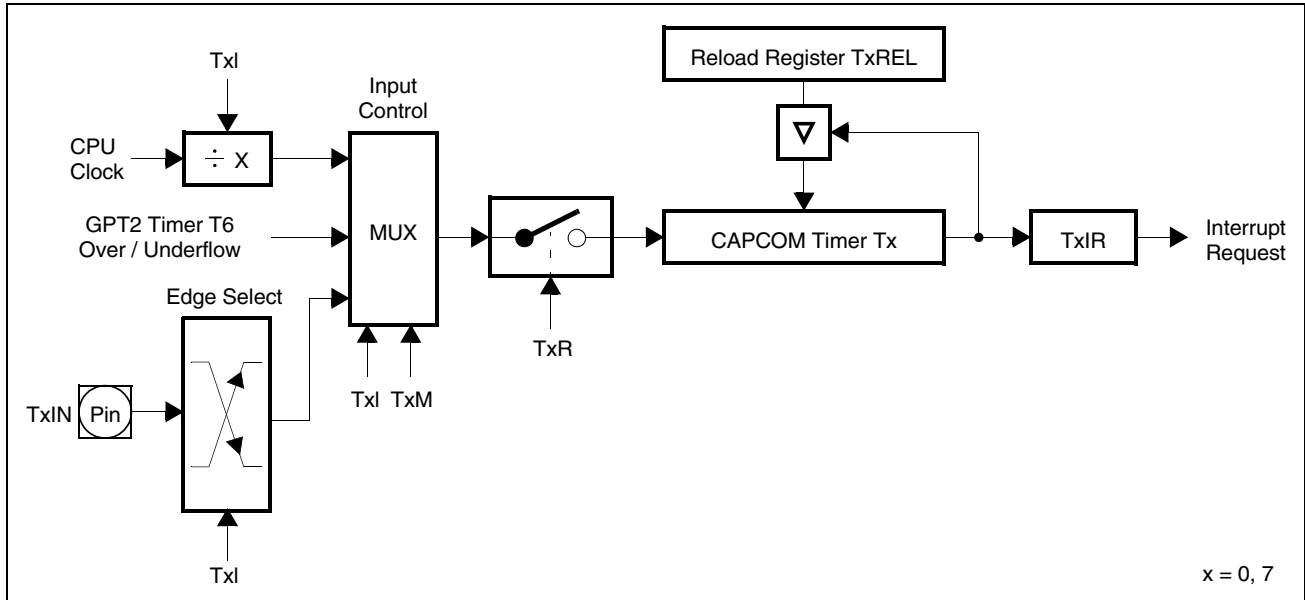 Reload Register TxREL
TxI
Input
Control
CPU
Clock
÷ X
GPT2 Timer T6
Over / Underflow
MUX
CAPCOM Timer Tx
TxIR
Interrupt
Request
Edge Select
TxR
TxI TxM
TxIN
Pin
TxI
x = 0, 7